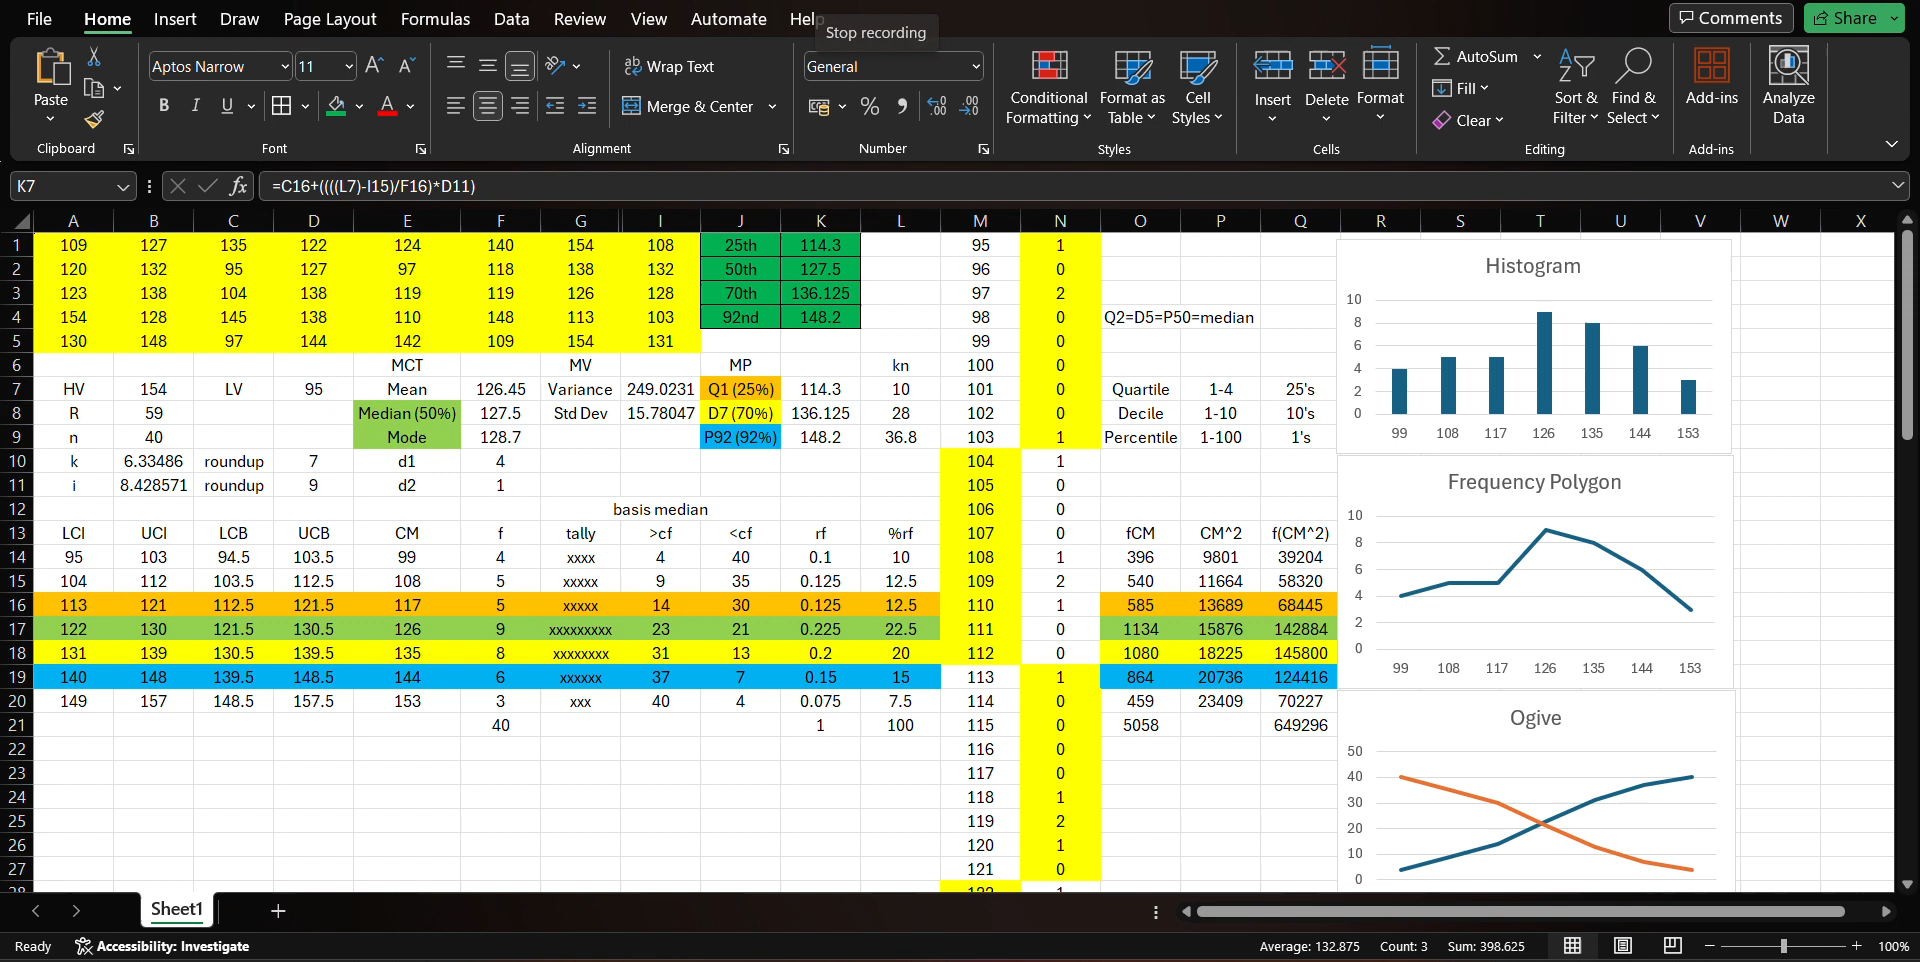 File Home Insert Draw Page Layout Formulas Data Review View Automate Help Comments Share
Stop recording
Aptos Narrow 11 Wrap Text General AutoSum
Paste Conditional Format as Cell Insert Delete Format Fill Sort & Find & Add-ins Analyze
B I U A Merge & Center % Formatting Table Styles Clear Filter Select Data
Clipboard Font Alignment Number Styles Cells Editing Add-ins
K7 fx =C16+((((L7)-I15)/F16)*D11)
A B C D E F G I J K L M N O P Q R S T U V W X
1 109 127 135 122 124 140 154 108 25th 114.3 95 1
2 120 132 95 127 97 118 138 132 50th 127.5 96 0
3 123 138 104 138 119 119 126 128 70th 136.125 97 2
4 154 128 145 138 110 148 113 103 92nd 148.2 98 0 Q2=D5=P50=median
5 130 148 97 144 142 109 154 131 99 0
6 MCT MV MP kn 100 0
7 HV 154 LV 95 Mean 126.45 Variance 249.0231 Q1 (25%) 114.3 10 101 0 Quartile 1-4 25's
8 R 59 Median (50%) 127.5 Std Dev 15.78047 D7 (70%) 136.125 28 102 0 Decile 1-10 10's
9 n 40 Mode 128.7 P92 (92%) 148.2 36.8 103 1 Percentile 1-100 1's
10 k 6.33486 roundup 7 d1 4 104 1
11 i 8.428571 roundup 9 d2 1 105 0
12 basis median 106 0
13 LCI UCI LCB UCB CM f tally >cf <cf rf %rf 107 0 fCM CM^2 f(CM^2)
14 95 103 94.5 103.5 99 4 xxxx 4 40 0.1 10 108 1 396 9801 39204
15 104 112 103.5 112.5 108 5 xxxxx 9 35 0.125 12.5 109 2 540 11664 58320
16 113 121 112.5 121.5 117 5 xxxxx 14 30 0.125 12.5 110 1 585 13689 68445
17 122 130 121.5 130.5 126 9 xxxxxxxxx 23 21 0.225 22.5 111 0 1134 15876 142884
18 131 139 130.5 139.5 135 8 xxxxxxxx 31 13 0.2 20 112 0 1080 18225 145800
19 140 148 139.5 148.5 144 6 xxxxxx 37 7 0.15 15 113 1 864 20736 124416
20 149 157 148.5 157.5 153 3 xxx 40 4 0.075 7.5 114 0 459 23409 70227
21 40 1 100 115 0 5058 649296
22 116 0
23 117 0
24 118 1
25 119 2
26 120 1
27 121 0
28 122 1
Histogram
10
8
6
4
2
0
99 108 117 126 135 144 153
Frequency Polygon
10
8
6
4
2
0
99 108 117 126 135 144 153
Ogive
50
40
30
20
10
0
Sheet1
Ready Accessibility: Investigate Average: 132.875 Count: 3 Sum: 398.625 100%